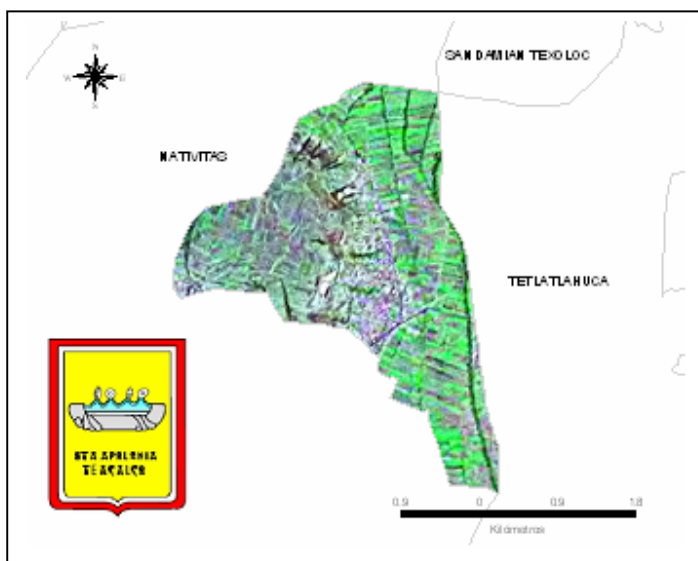 SAN DAMIAN TEXOLOC
N
W E
S
NATIVITAS
TETLATLAHUCA
STA APOLONIA
TEACALCO
0.9 0 0.9 1.8
Kilómetros